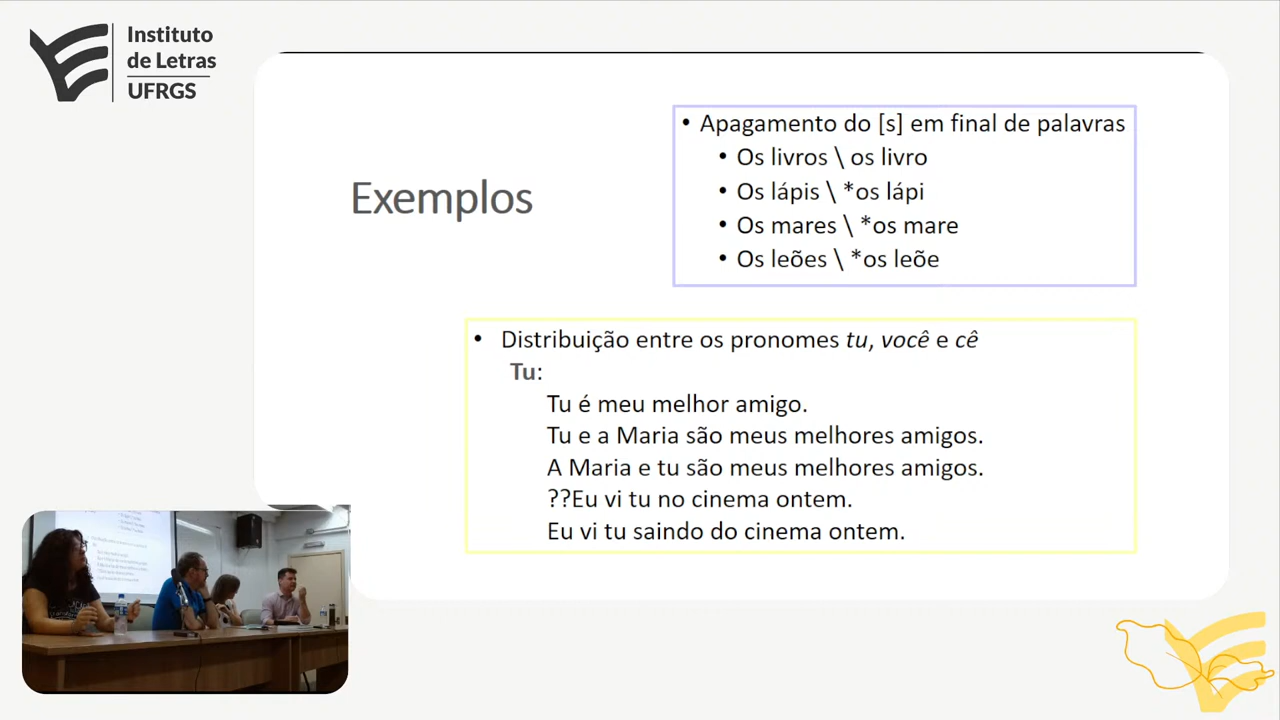 Instituto
de Letras
UFRGS
Exemplos
• Apagamento do [s] em final de palavras
• Os livros \ os livro
• Os lápis \ *os lápi
• Os mares \ *os mare
• Os leões \ *os leõe
• Distribuição entre os pronomes tu, você e cê
Tu:
Tu é meu melhor amigo.
Tu e a Maria são meus melhores amigos.
A Maria e tu são meus melhores amigos.
??Eu vi tu no cinema ontem.
Eu vi tu saindo do cinema ontem.